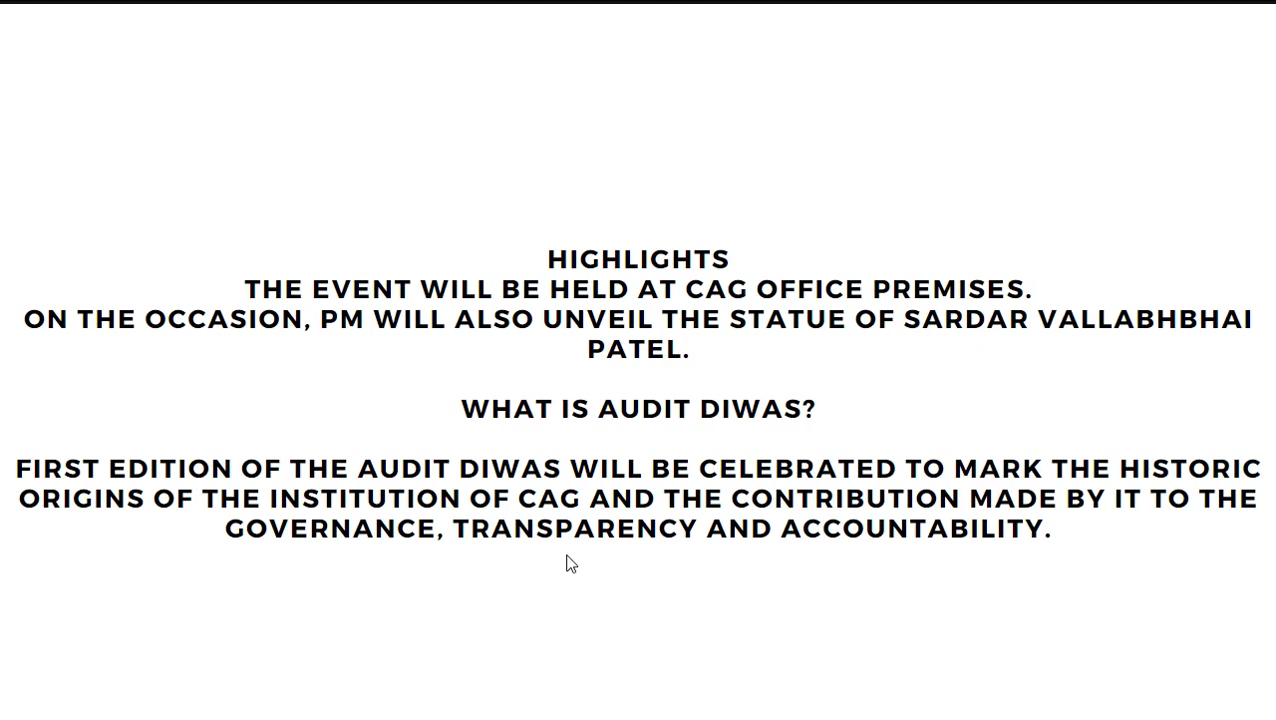 HIGHLIGHTS
THE EVENT WILL BE HELD AT CAG OFFICE PREMISES.
ON THE OCCASION, PM WILL ALSO UNVEIL THE STATUE OF SARDAR VALLABHBHAI
PATEL.
WHAT IS AUDIT DIWAS?
FIRST EDITION OF THE AUDIT DIWAS WILL BE CELEBRATED TO MARK THE HISTORIC
ORIGINS OF THE INSTITUTION OF CAG AND THE CONTRIBUTION MADE BY IT TO THE
GOVERNANCE, TRANSPARENCY AND ACCOUNTABILITY.